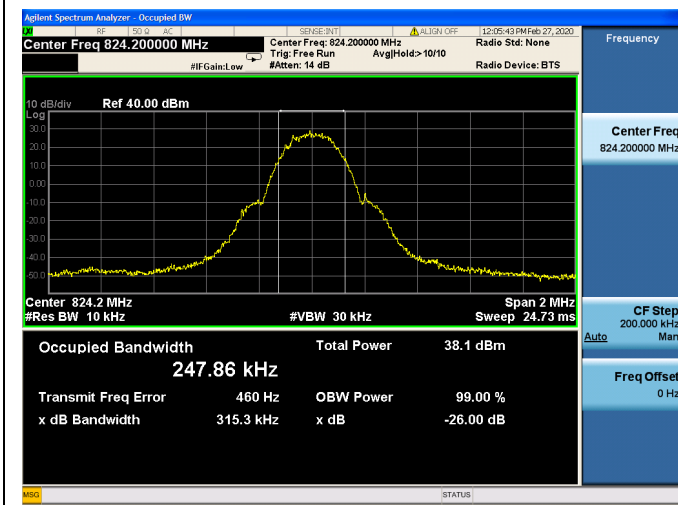 Agilent Spectrum Analyzer - Occupied BW
RF 50 Ω AC SENSE:INT ALIGN OFF 12:05:43 PM Feb 27, 2020
Center Freq 824.200000 MHz Center Freq: 824.200000 MHz Radio Std: None
Trig: Free Run Avg|Hold:>10/10
#IFGain:Low #Atten: 14 dB Radio Device: BTS
10 dB/div Ref 40.00 dBm
Log
30.0
20.0
10.0
0.00
-10.0
-20.0
-30.0
-40.0
-50.0
Center 824.2 MHz Span 2 MHz
#Res BW 10 kHz #VBW 30 kHz Sweep 24.73 ms
Occupied Bandwidth Total Power 38.1 dBm
247.86 kHz
Transmit Freq Error 460 Hz OBW Power 99.00 %
x dB Bandwidth 315.3 kHz x dB -26.00 dB
MSG STATUS
Frequency
Center Freq
824.200000 MHz
CF Step
200.000 kHz
Auto Man
Freq Offset
0 Hz